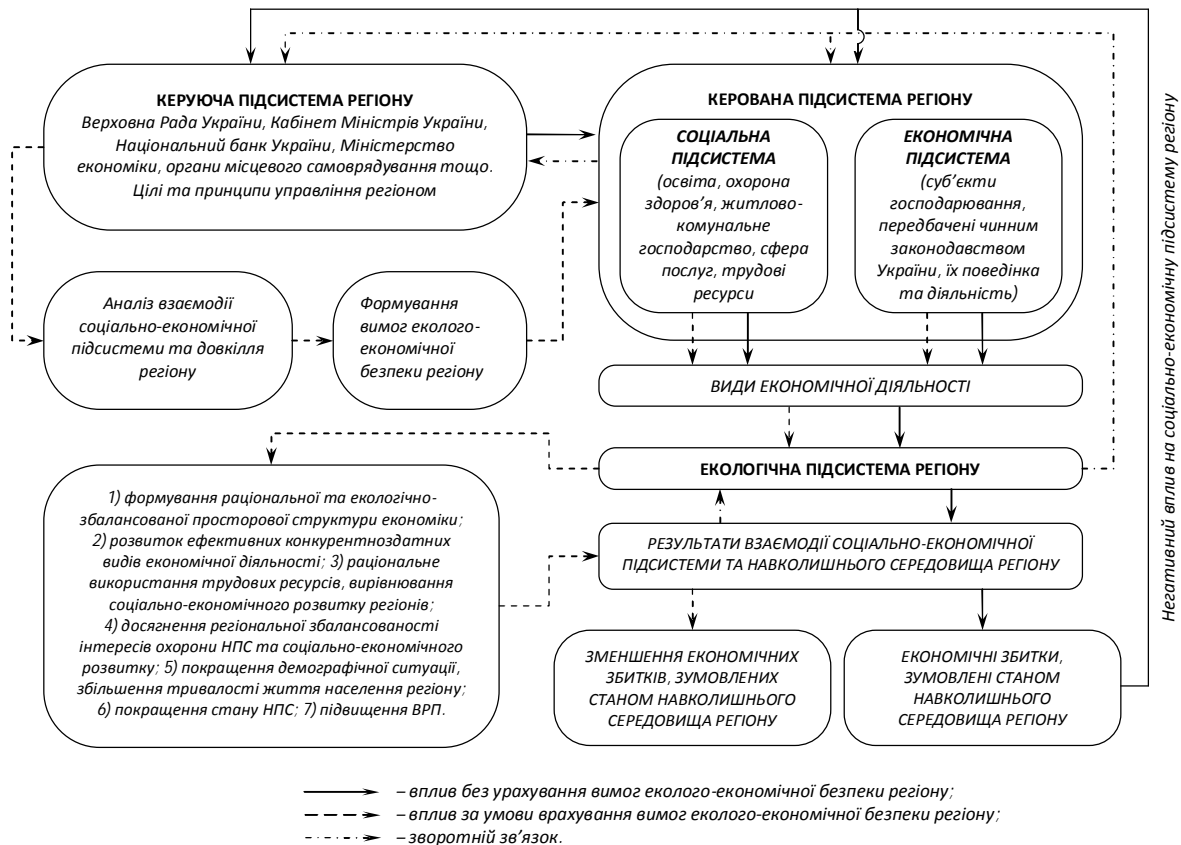 КЕРУЮЧА ПІДСИСТЕМА РЕГІОНУ
Верховна Рада України, Кабінет Міністрів України,
Національний банк України, Міністерство
економіки, органи місцевого самоврядування тощо.
Цілі та принципи управління регіоном
КЕРОВАНА ПІДСИСТЕМА РЕГІОНУ
СОЦІАЛЬНА
ПІДСИСТЕМА
(освіта, охорона
здоров’я, житлово-
комунальне
господарство, сфера
послуг, трудові
ресурси
ЕКОНОМІЧНА
ПІДСИСТЕМА
(суб’єкти
господарювання,
передбачені чинним
законодавством
України, їх поведінка
та діяльність)
Аналіз взаємодії
соціально-економічної
підсистеми та довкілля
регіону
Формування
вимог еколого-
економічної
безпеки регіону
ВИДИ ЕКОНОМІЧНОЇ ДІЯЛЬНОСТІ
ЕКОЛОГІЧНА ПІДСИСТЕМА РЕГІОНУ
1) формування раціональної та екологічно-
збалансованої просторової структури економіки;
2) розвиток ефективних конкурентноздатних
видів економічної діяльності; 3) раціональне
використання трудових ресурсів, вирівнювання
соціально-економічного розвитку регіонів;
4) досягнення регіональної збалансованості
інтересів охорони НПС та соціально-економічного
розвитку; 5) покращення демографічної ситуації,
збільшення тривалості життя населення регіону;
6) покращення стану НПС; 7) підвищення ВРП.
РЕЗУЛЬТАТИ ВЗАЄМОДІЇ СОЦІАЛЬНО-ЕКОНОМІЧНОЇ
ПІДСИСТЕМИ ТА НАВКОЛИШНЬОГО СЕРЕДОВИЩА РЕГІОНУ
ЗМЕНШЕННЯ ЕКОНОМІЧНИХ
ЗБИТКІВ, ЗУМОВЛЕНИХ
СТАНОМ НАВКОЛИШНЬОГО
СЕРЕДОВИЩА РЕГІОНУ
ЕКОНОМІЧНІ ЗБИТКИ,
ЗУМОВЛЕНІ СТАНОМ
НАВКОЛИШНЬОГО
СЕРЕДОВИЩА РЕГІОНУ
Негативний вплив на соціально-економічну підсистему регіону
– вплив без урахування вимог еколого-економічної безпеки регіону;
– вплив за умови врахування вимог еколого-економічної безпеки регіону;
– зворотній зв’язок.